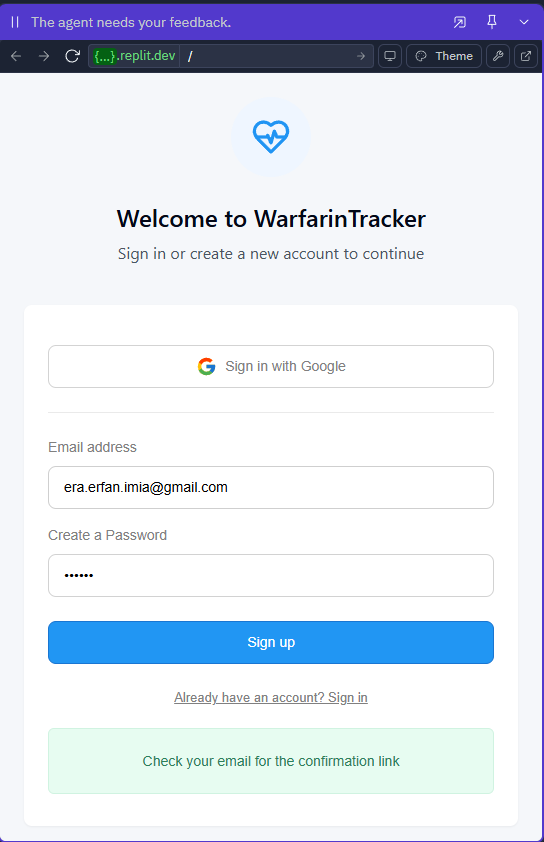 The agent needs your feedback.
{...}.replit.dev /
Theme
Welcome to WarfarinTracker
Sign in or create a new account to continue
Sign in with Google
Email address
era.erfan.imia@gmail.com
Create a Password
••••••
Sign up
Already have an account? Sign in
Check your email for the confirmation link